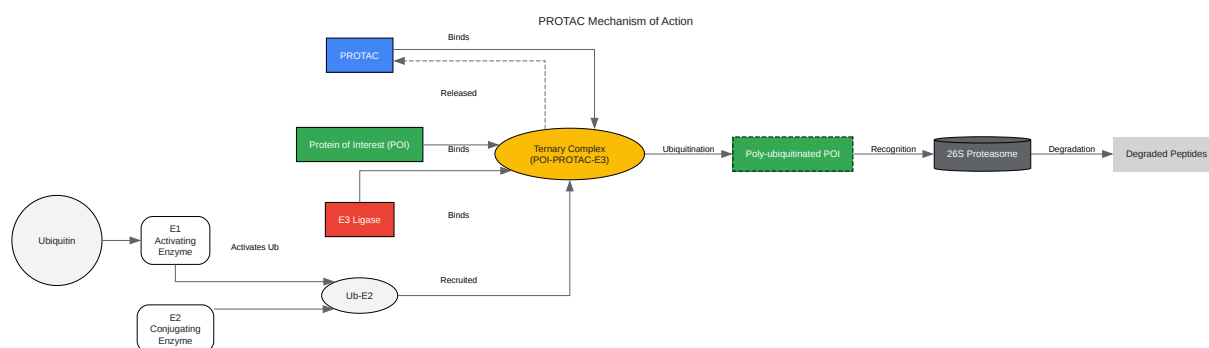 PROTAC Mechanism of Action
Binds
PROTAC
Released
Protein of Interest (POI)
Binds
Ternary Complex
(POI-PROTAC-E3)
Ubiquitination
Poly-ubiquitinated POI
Recognition
26S Proteasome
Degradation
Degraded Peptides
E3 Ligase
Binds
Ubiquitin
E1
Activating
Enzyme
Activates Ub
Recruited
Ub-E2
E2
Conjugating
Enzyme